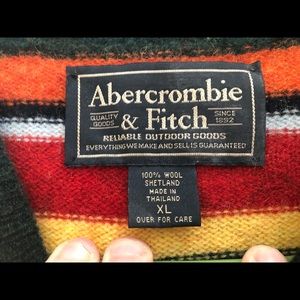 Abercrombie
QUALITY GOODS & Fitch SINCE 1892
RELIABLE OUTDOOR GOODS
EVERYTHING WE MAKE AND SELL IS GUARANTEED
100% WOOL
SHETLAND
MADE IN
THAILAND
XL
OVER FOR CARE